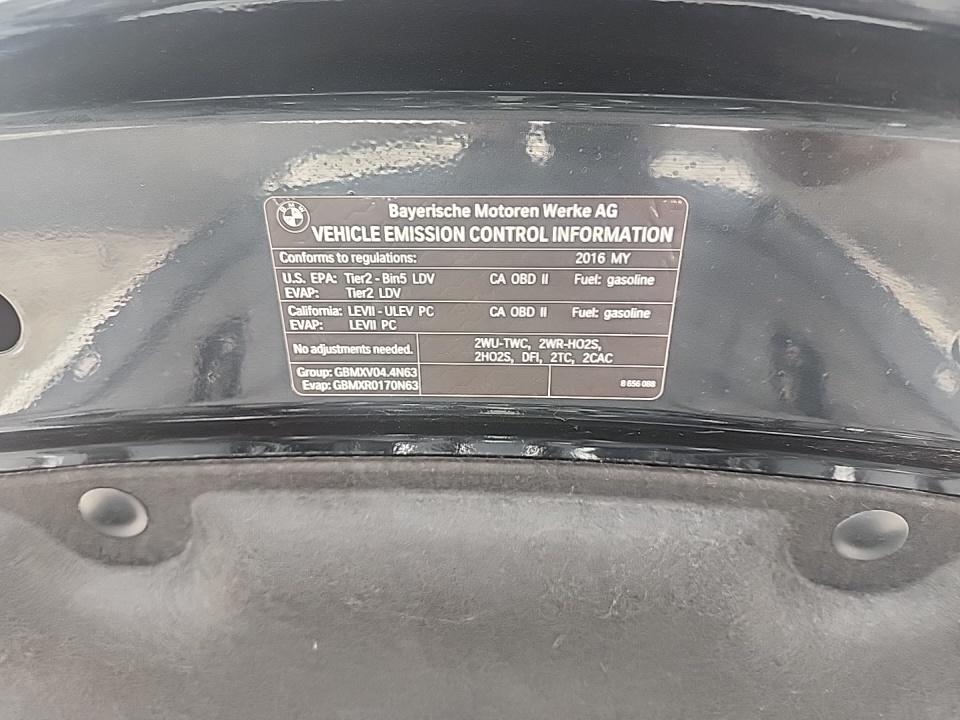 BMW
Bayerische Motoren Werke AG
VEHICLE EMISSION CONTROL INFORMATION
Conforms to regulations: 2016 MY
U.S. EPA: Tier2 - Bin5 LDV CA OBD II Fuel: gasoline
EVAP: Tier2 LDV
California: LEVII - ULEV PC CA OBD II Fuel: gasoline
EVAP: LEVII PC
No adjustments needed.
2WU-TWC, 2WR-HO2S,
2HO2S, DFI, 2TC, 2CAC
Group: GBMXV04.4N63
Evap: GBMXR0170N63
8 656 088